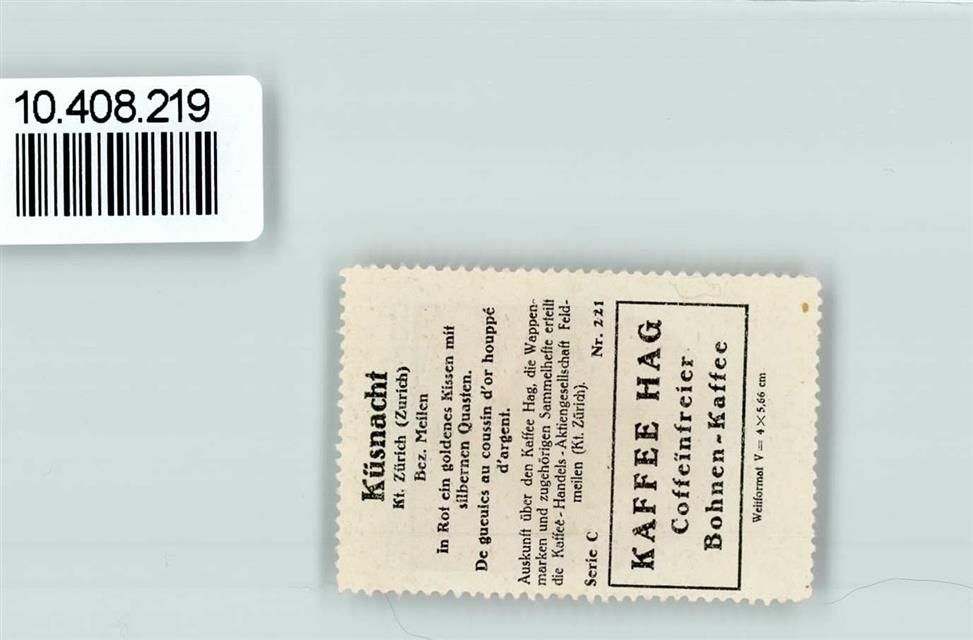 10.408.219
Küsnacht
Kt. Zürich (Zurich)
Bez. Meilen
In Rot ein goldenes Kissen mit
silbernen Quasten.
De gueules au coussin d'or houppé
d'argent.
Auskunft über den Kaffee Hag, die Wappen-
marken und zugehörigen Sammelhefte erteilt
die Kaffee-Handels-Aktiengesellschaft Feld-
meilen (Kt. Zürich).
Serie C Nr. 221
KAFFEE HAG
Coffeïnfreier
Bohnen-Kaffee
Weltformat V = 4 × 5,66 cm